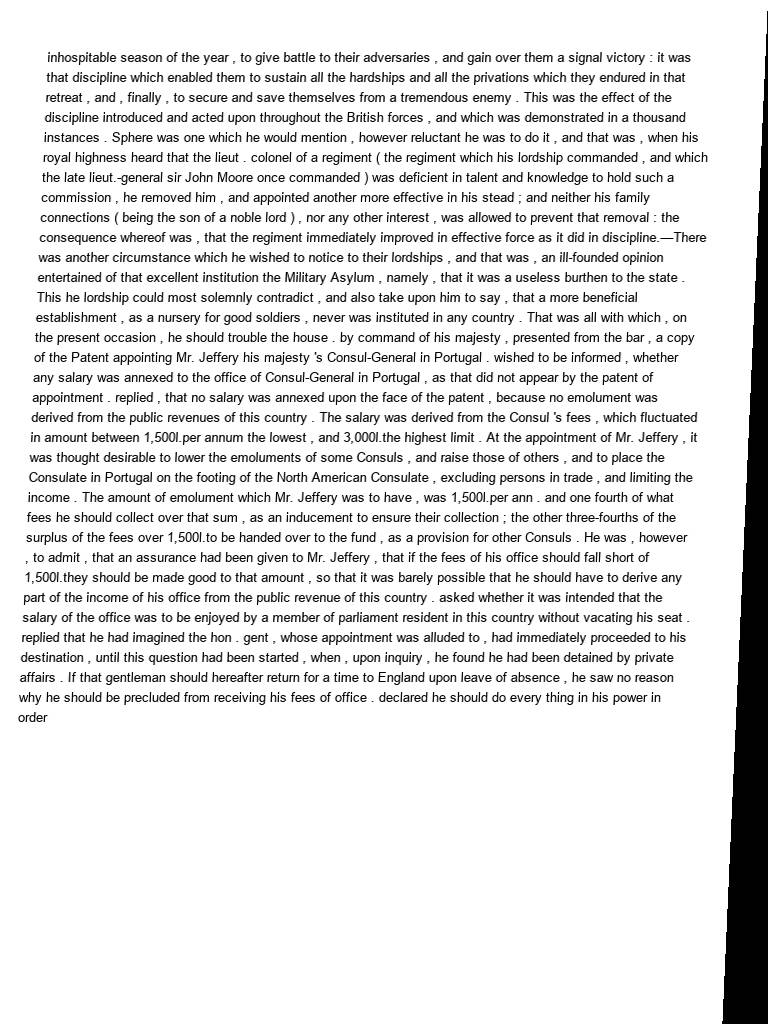 inhospitable season of the year , to give battle to their adversaries , and gain over them a signal victory : it was
that discipline which enabled them to sustain all the hardships and all the privations which they endured in that
retreat , and , finally , to secure and save themselves from a tremendous enemy . This was the effect of the
discipline introduced and acted upon throughout the British forces , and which was demonstrated in a thousand
instances . Sphere was one which he would mention , however reluctant he was to do it , and that was , when his
royal highness heard that the lieut . colonel of a regiment ( the regiment which his lordship commanded , and which
the late lieut.-general sir John Moore once commanded ) was deficient in talent and knowledge to hold such a
commission , he removed him , and appointed another more effective in his stead ; and neither his family
connections ( being the son of a noble lord ) , nor any other interest , was allowed to prevent that removal : the
consequence whereof was , that the regiment immediately improved in effective force as it did in discipline.—There
was another circumstance which he wished to notice to their lordships , and that was , an ill-founded opinion
entertained of that excellent institution the Military Asylum , namely , that it was a useless burthen to the state .
This he lordship could most solemnly contradict , and also take upon him to say , that a more beneficial
establishment , as a nursery for good soldiers , never was instituted in any country . That was all with which , on
the present occasion , he should trouble the house . by command of his majesty , presented from the bar , a copy
of the Patent appointing Mr. Jeffery his majesty 's Consul-General in Portugal . wished to be informed , whether
any salary was annexed to the office of Consul-General in Portugal , as that did not appear by the patent of
appointment . replied , that no salary was annexed upon the face of the patent , because no emolument was
derived from the public revenues of this country . The salary was derived from the Consul 's fees , which fluctuated
in amount between 1,500l.per annum the lowest , and 3,000l.the highest limit . At the appointment of Mr. Jeffery , it
was thought desirable to lower the emoluments of some Consuls , and raise those of others , and to place the
Consulate in Portugal on the footing of the North American Consulate , excluding persons in trade , and limiting the
income . The amount of emolument which Mr. Jeffery was to have , was 1,500l.per ann . and one fourth of what
fees he should collect over that sum , as an inducement to ensure their collection ; the other three-fourths of the
surplus of the fees over 1,500l.to be handed over to the fund , as a provision for other Consuls . He was , however
, to admit , that an assurance had been given to Mr. Jeffery , that if the fees of his office should fall short of
1,500l.they should be made good to that amount , so that it was barely possible that he should have to derive any
part of the income of his office from the public revenue of this country . asked whether it was intended that the
salary of the office was to be enjoyed by a member of parliament resident in this country without vacating his seat .
replied that he had imagined the hon . gent , whose appointment was alluded to , had immediately proceeded to his
destination , until this question had been started , when , upon inquiry , he found he had been detained by private
affairs . If that gentleman should hereafter return for a time to England upon leave of absence , he saw no reason
why he should be precluded from receiving his fees of office . declared he should do every thing in his power in
order